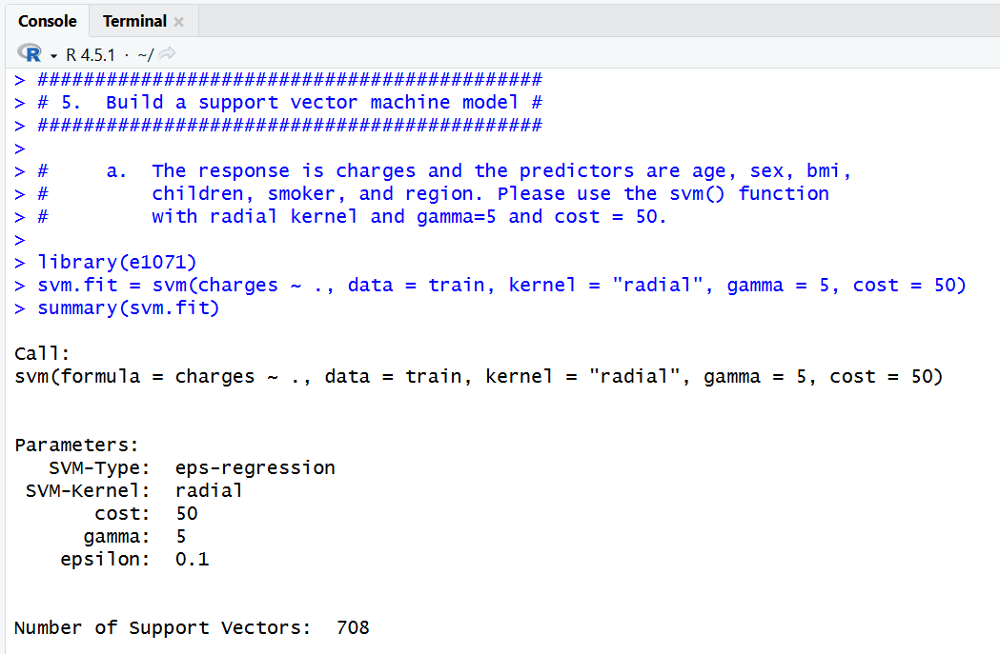 Console Terminal ×
R R 4.5.1 · ~/
> ############################################
> # 5.  Build a support vector machine model #
> ############################################
>
> #     a.  The response is charges and the predictors are age, sex, bmi,
> #         children, smoker, and region. Please use the svm() function
> #         with radial kernel and gamma=5 and cost = 50.
>
> library(e1071)
> svm.fit = svm(charges ~ ., data = train, kernel = "radial", gamma = 5, cost = 50)
> summary(svm.fit)

Call:
svm(formula = charges ~ ., data = train, kernel = "radial", gamma = 5, cost = 50)


Parameters:
   SVM-Type:  eps-regression
 SVM-Kernel:  radial
       cost:  50
      gamma:  5
    epsilon:  0.1


Number of Support Vectors:  708